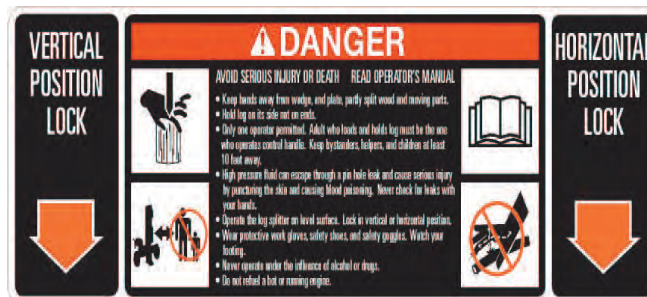 VERTICAL
POSITION
LOCK
DANGER
AVOID SERIOUS INJURY OR DEATH READ OPERATOR'S MANUAL
• Keep hands away from wedge, end plate, partly split wood and moving parts.
• Hold log on its side not on ends.
• Only one operator permitted. Adult who loads and holds log must be the one
who operates control handle. Keep bystanders, helpers, and children at least
10 feet away.
• High pressure fluid can escape through a pin hole leak and cause serious injury
by puncturing the skin and causing blood poisoning. Never check for leaks with
your hands.
• Operate the log splitter on level surface. Lock in vertical or horizontal position.
• Wear protective work gloves, safety shoes, and safety goggles. Watch your
footing.
• Never operate under the influence of alcohol or drugs.
• Do not refuel a hot or running engine.
HORIZONTAL
POSITION
LOCK